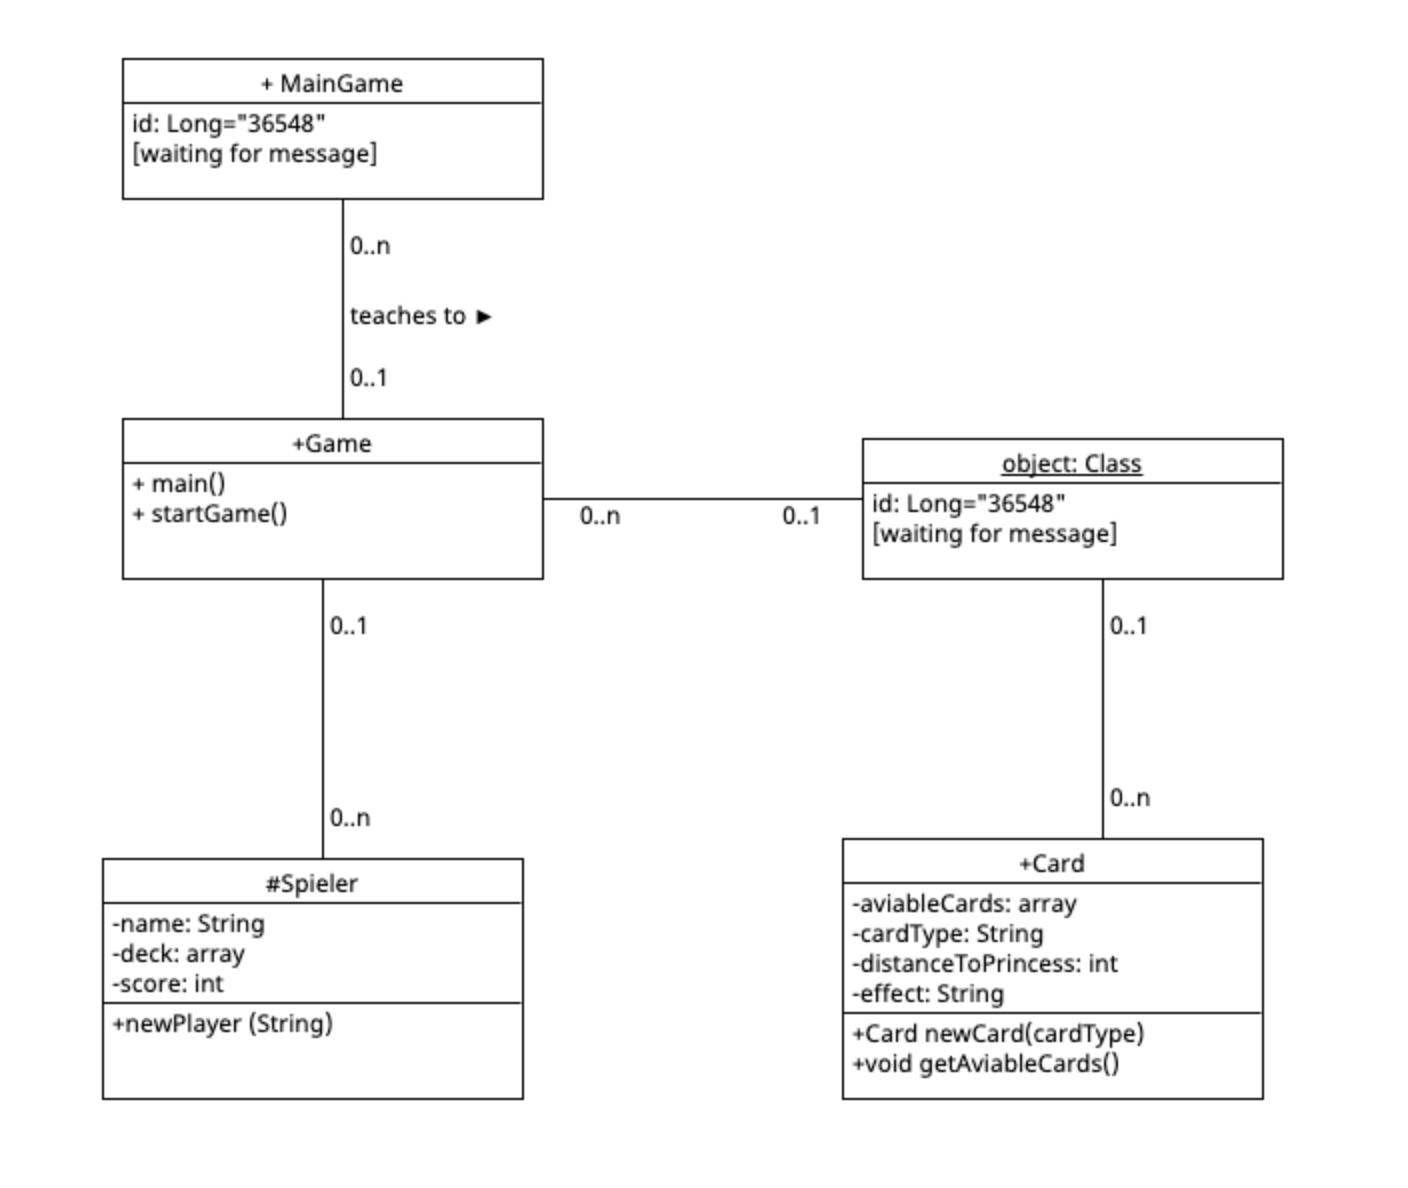 + MainGame
id: Long="36548"
[waiting for message]
0..n
teaches to ►
0..1
+Game
+ main()
+ startGame()
0..n
0..1
object: Class
id: Long="36548"
[waiting for message]
0..1
0..n
#Spieler
-name: String
-deck: array
-score: int
+newPlayer (String)
0..1
0..n
+Card
-aviableCards: array
-cardType: String
-distanceToPrincess: int
-effect: String
+Card newCard(cardType)
+void getAviableCards()